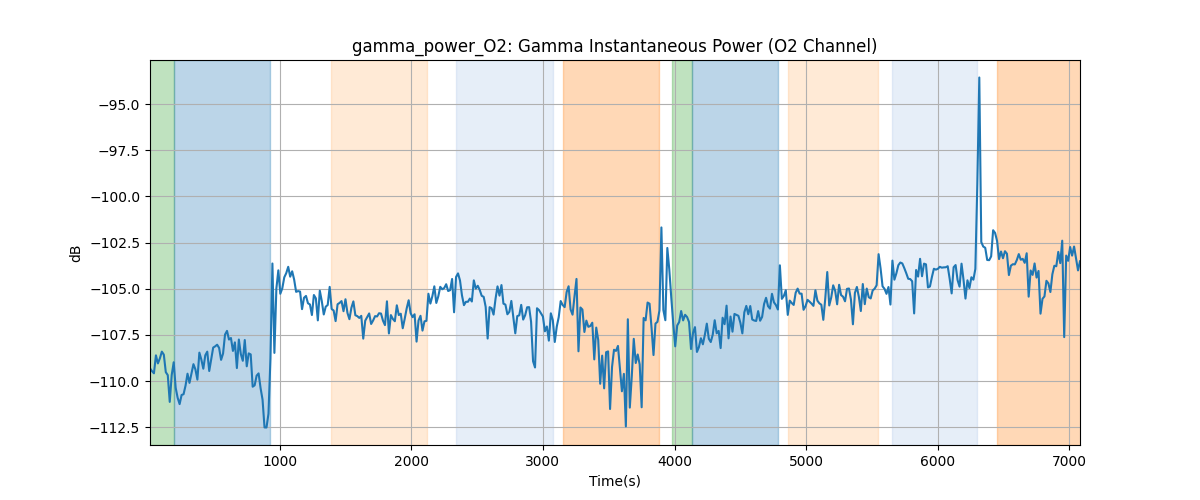 gamma_power_O2: Gamma Instantaneous Power (O2 Channel)
dB
−95.0
−97.5
−100.0
−102.5
−105.0
−107.5
−110.0
−112.5
1000 2000 3000 4000 5000 6000 7000
Time(s)